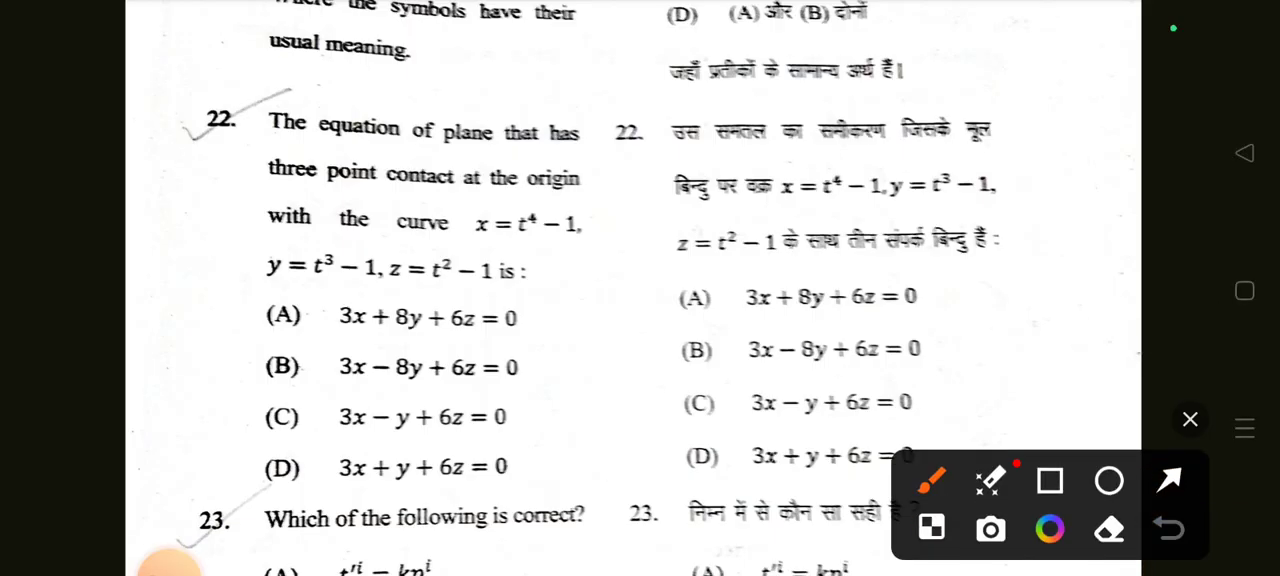 the symbols have their
usual meaning.
22. The equation of plane that has
three point contact at the origin
with the curve x = t⁴ − 1,
y = t³ − 1, z = t² − 1 is :
(A) 3x + 8y + 6z = 0
(B) 3x − 8y + 6z = 0
(C) 3x − y + 6z = 0
(D) 3x + y + 6z = 0
23. Which of the following is correct?
(A) t'ⁱ = knⁱ
(D) (A) और (B) दोनों
जहाँ प्रतीकों के सामान्य अर्थ हैं।
22. उस समतल का समीकरण जिसके मूल
बिन्दु पर वक्र x = t⁴ − 1, y = t³ − 1,
z = t² − 1 के साथ तीन संपर्क बिन्दु हैं :
(A) 3x + 8y + 6z = 0
(B) 3x − 8y + 6z = 0
(C) 3x − y + 6z = 0
(D) 3x + y + 6z =
23. निम्न में से कौन सा सही है
(A) t'ⁱ = knⁱ